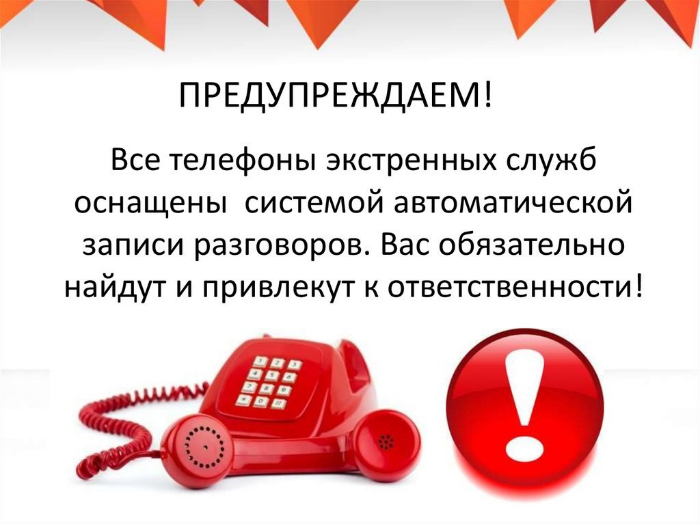 ПРЕДУПРЕЖДАЕМ!
Все телефоны экстренных служб
оснащены  системой автоматической
записи разговоров. Вас обязательно
найдут и привлекут к ответственности!